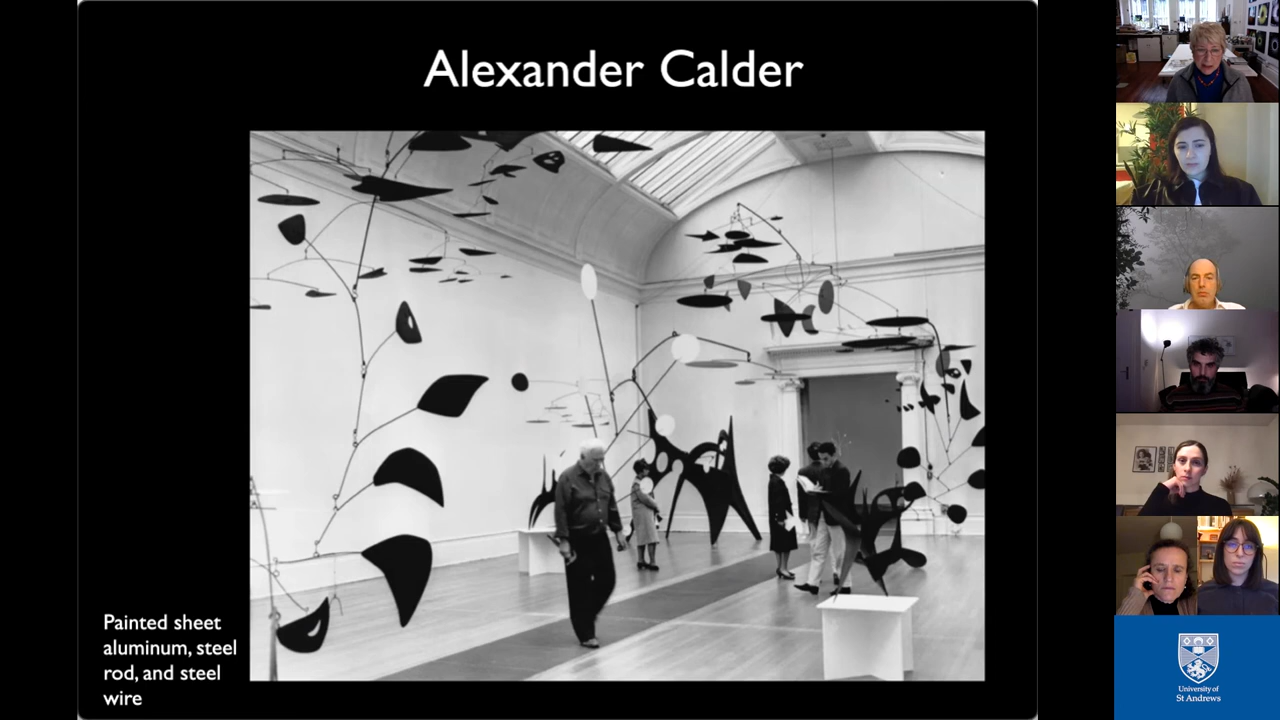 Alexander Calder
Painted sheet
aluminum, steel
rod, and steel
wire
University of
St Andrews